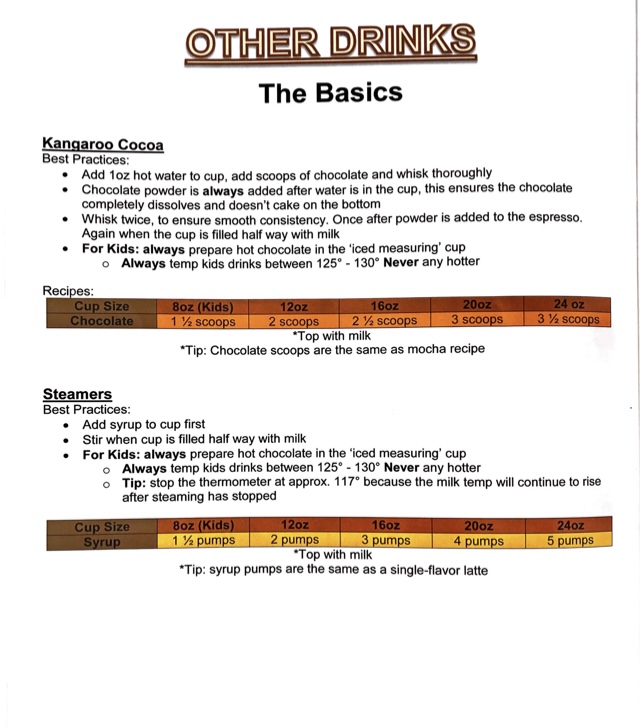 OTHER DRINKS
The Basics
Kangaroo Cocoa
Best Practices:
• Add 1oz hot water to cup, add scoops of chocolate and whisk thoroughly
• Chocolate powder is always added after water is in the cup, this ensures the chocolate
completely dissolves and doesn't cake on the bottom
• Whisk twice, to ensure smooth consistency. Once after powder is added to the espresso.
Again when the cup is filled half way with milk
• For Kids: always prepare hot chocolate in the 'iced measuring' cup
o Always temp kids drinks between 125° - 130° Never any hotter
Recipes:
Cup Size 8oz (Kids) 12oz 16oz 20oz 24 oz
Chocolate 1 ½ scoops 2 scoops 2 ½ scoops 3 scoops 3 ½ scoops
*Top with milk
*Tip: Chocolate scoops are the same as mocha recipe
Steamers
Best Practices:
• Add syrup to cup first
• Stir when cup is filled half way with milk
• For Kids: always prepare hot chocolate in the 'iced measuring' cup
o Always temp kids drinks between 125° - 130° Never any hotter
o Tip: stop the thermometer at approx. 117° because the milk temp will continue to rise
after steaming has stopped
Cup Size 8oz (Kids) 12oz 16oz 20oz 24oz
Syrup 1 ½ pumps 2 pumps 3 pumps 4 pumps 5 pumps
*Top with milk
*Tip: syrup pumps are the same as a single-flavor latte